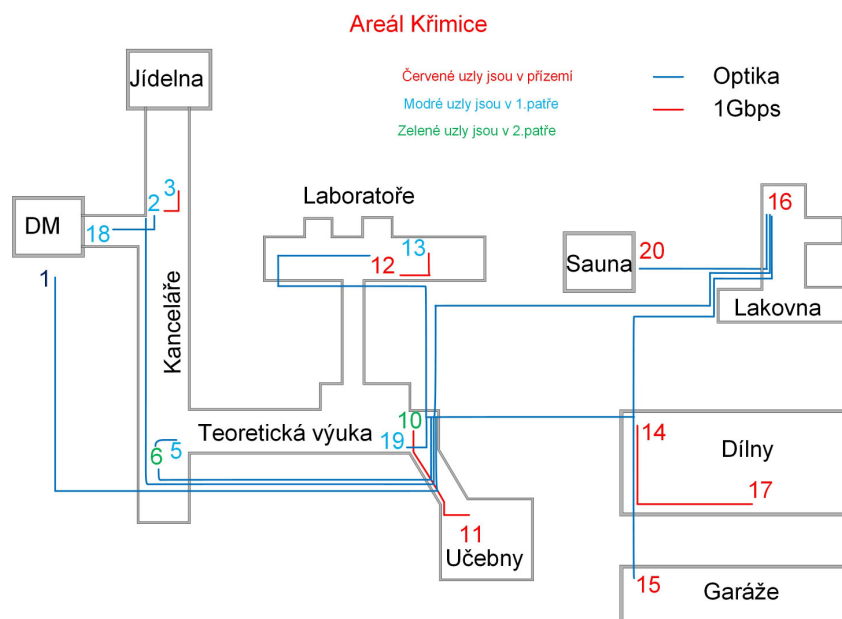 Areál Křimice
Červené uzly jsou v přízemí
Modré uzly jsou v 1.patře
Zelené uzly jsou v 2.patře
Optika
1Gbps
Jídelna
3
2
DM
18
1
Kanceláře
Laboratoře
13
12
Sauna
20
16
Lakovna
Teoretická výuka
10
19
5
6
11
Učebny
14
Dílny
17
15
Garáže